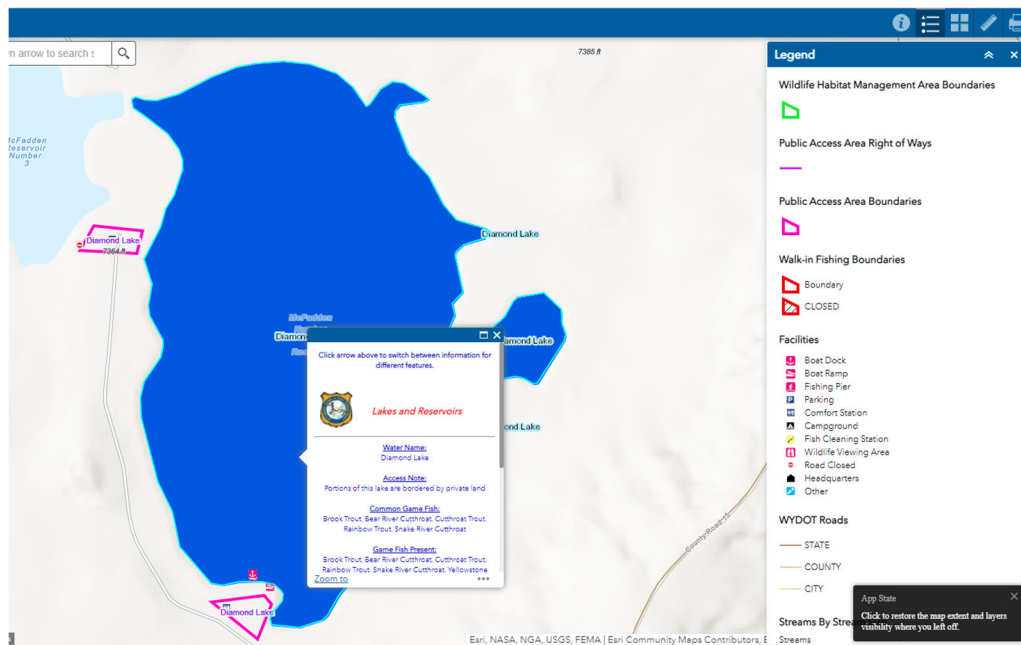 n arrow to search s
7385 ft
Legend
Wildlife Habitat Management Area Boundaries
Public Access Area Right of Ways
Public Access Area Boundaries
Walk-in Fishing Boundaries
Boundary
CLOSED
Facilities
Boat Dock
Boat Ramp
Fishing Pier
Parking
Comfort Station
Campground
Fish Cleaning Station
Wildlife Viewing Area
Road Closed
Headquarters
Other
WYDOT Roads
STATE
COUNTY
CITY
Streams By Strea
Streams
App State
Click to restore the map extent and layers
visibility where you left off.
McFadden
Reservoir
Number
3
Diamond Lake
7364 ft
Diamond Lake
McFadden
Diamon
amond Lake
ond Lake
Click arrow above to switch between information for
different features.
Lakes and Reservoirs
Water Name:
Diamond Lake
Access Note:
Portions of this lake are bordered by private land
Common Game Fish:
Brook Trout, Bear River Cutthroat, Cutthroat Trout,
Rainbow Trout, Snake River Cutthroat
Game Fish Present:
Brook Trout, Bear River Cutthroat, Cutthroat Trout,
Rainbow Trout, Snake River Cutthroat, Yellowstone
Zoom to
County-Road-15
Diamond Lake
Esri, NASA, NGA, USGS, FEMA | Esri Community Maps Contributors, E